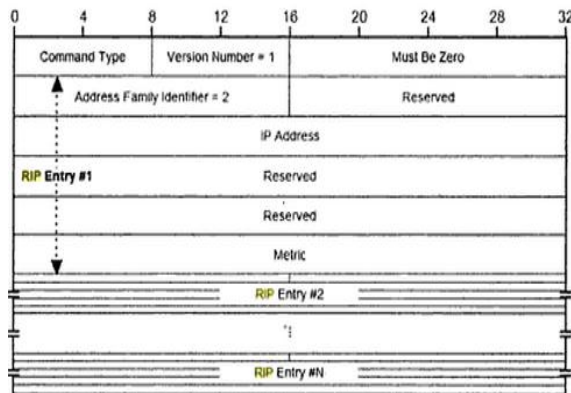 0 4 8 12 16 20 24 28 32
Command Type Version Number = 1 Must Be Zero
Address Family Identifier = 2 Reserved
IP Address
RIP Entry #1 Reserved
Reserved
Metric
RIP Entry #2
RIP Entry #N